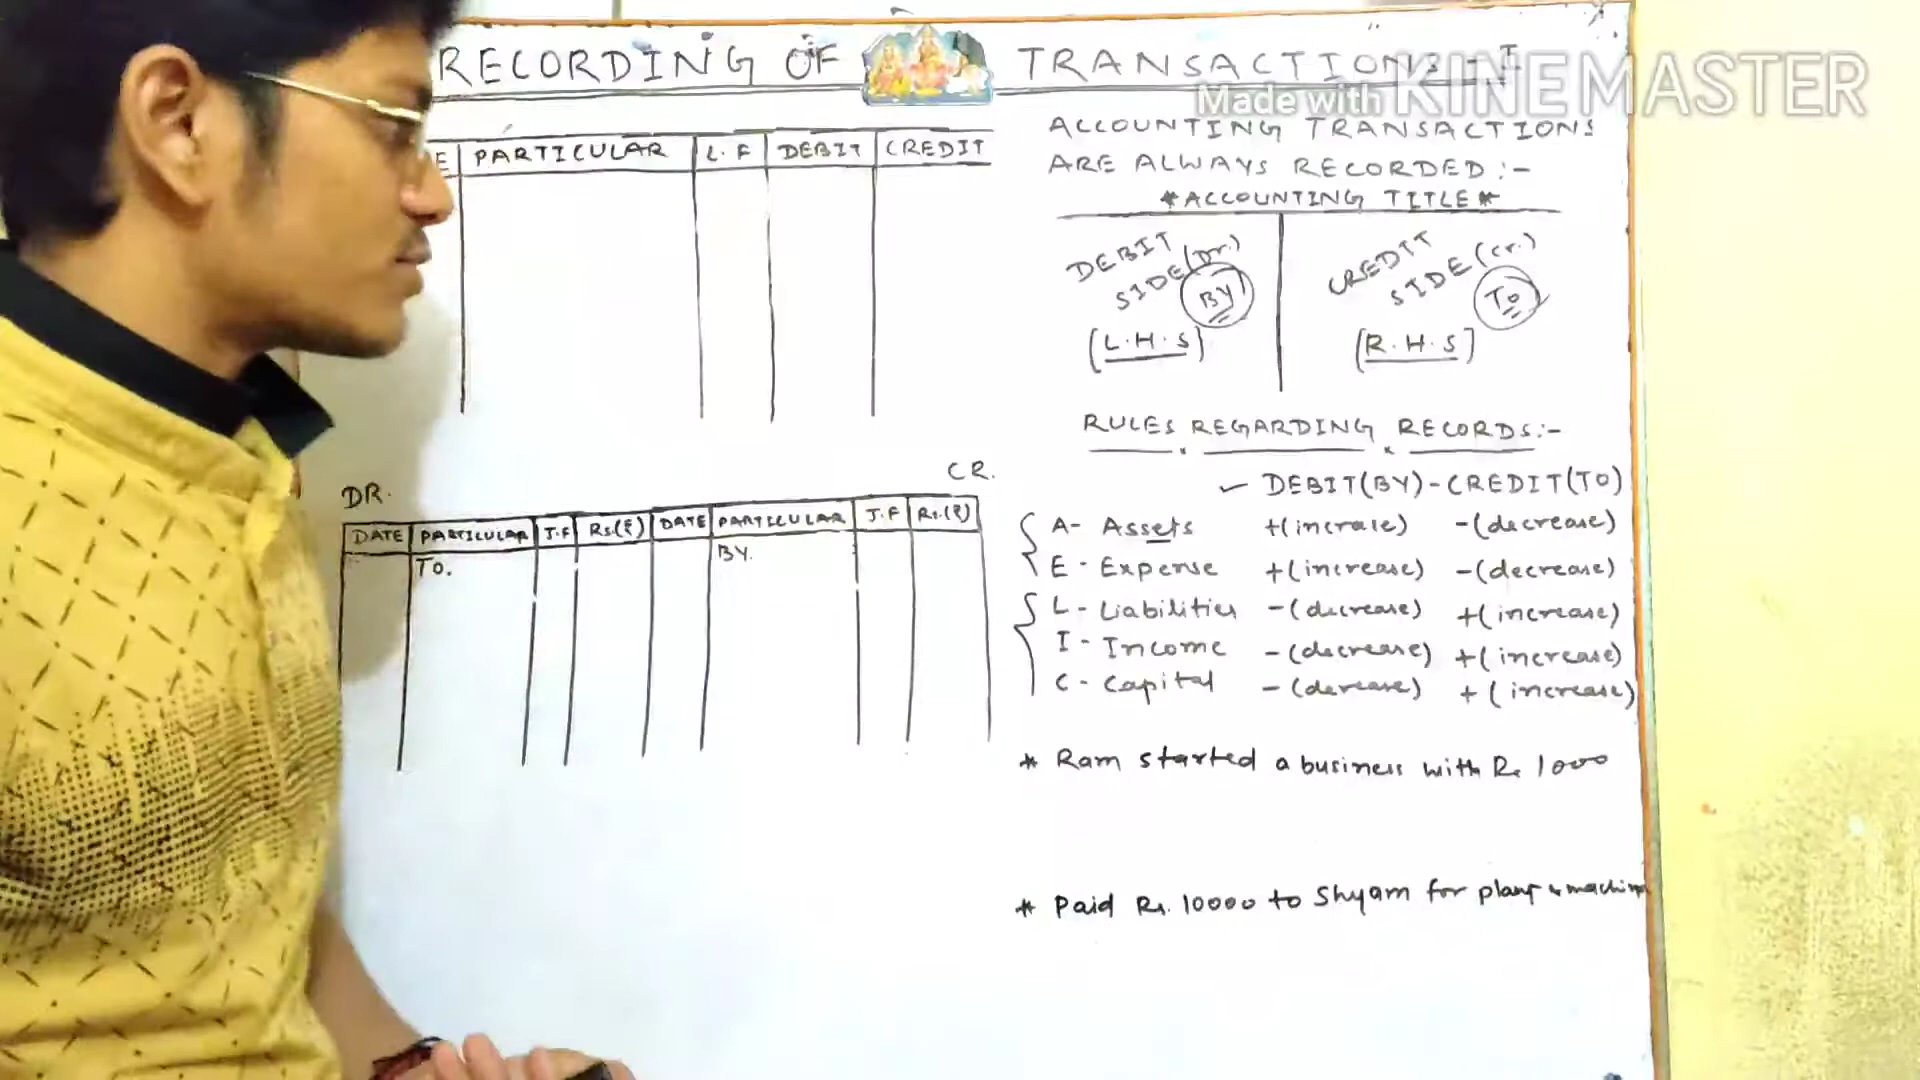 RECORDING OF TRANSACTIONS - I
Made with KINEMASTER
E PARTICULAR L.F DEBIT CREDIT
DR. CR.
DATE PARTICULAR J.F Rs.(₹) DATE PARTICULAR J.F Rs.(₹)
TO. BY.
ACCOUNTING TRANSACTIONS
ARE ALWAYS RECORDED :-
*ACCOUNTING TITLE*
DEBIT SIDE (Dr.) BY
[L.H.S]
CREDIT SIDE (Cr.) TO
[R.H.S]
RULES REGARDING RECORDS:-
DEBIT(BY) - CREDIT(TO)
A- Assets +(increase) -(decrease)
E - Expense +(increase) -(decrease)
L - Liabilities -(decrease) +(increase)
I - Income -(decrease) +(increase)
C - Capital -(decrease) +(increase)
* Ram started a business with Rs 1000
* Paid Rs. 10000 to Shyam for plant &